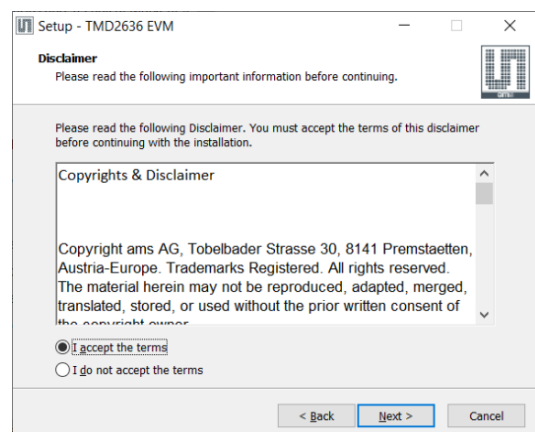 Setup - TMD2636 EVM
Disclaimer
Please read the following important information before continuing.
Please read the following Disclaimer. You must accept the terms of this disclaimer
before continuing with the installation.
Copyrights & Disclaimer
Copyright ams AG, Tobelbader Strasse 30, 8141 Premstaetten,
Austria-Europe. Trademarks Registered. All rights reserved.
The material herein may not be reproduced, adapted, merged,
translated, stored, or used without the prior written consent of
the copyright owner
I accept the terms
I do not accept the terms
< Back
Next >
Cancel